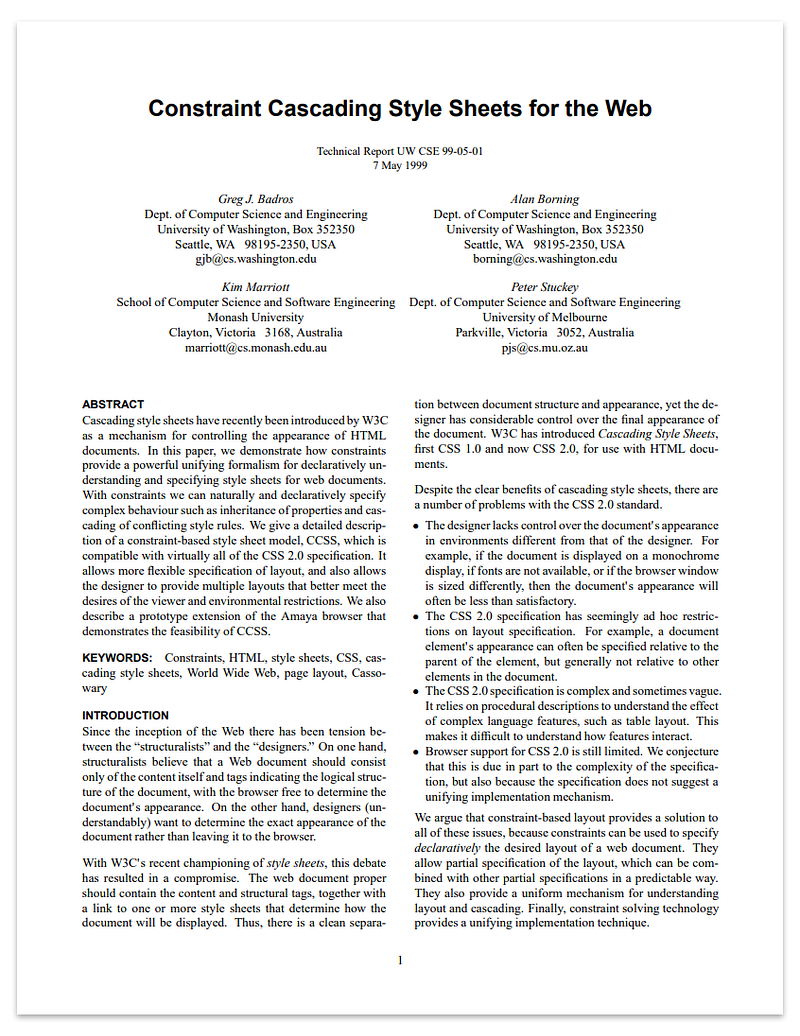 Constraint Cascading Style Sheets for the Web
Technical Report UW CSE 99-05-01
7 May 1999
Greg J. Badros
Dept. of Computer Science and Engineering
University of Washington, Box 352350
Seattle, WA 98195-2350, USA
gjb@cs.washington.edu
Alan Borning
Dept. of Computer Science and Engineering
University of Washington, Box 352350
Seattle, WA 98195-2350, USA
borning@cs.washington.edu
Kim Marriott
School of Computer Science and Software Engineering
Monash University
Clayton, Victoria 3168, Australia
marriott@cs.monash.edu.au
Peter Stuckey
Dept. of Computer Science and Software Engineering
University of Melbourne
Parkville, Victoria 3052, Australia
pjs@cs.mu.oz.au
ABSTRACT
Cascading style sheets have recently been introduced by W3C
as a mechanism for controlling the appearance of HTML
documents. In this paper, we demonstrate how constraints
provide a powerful unifying formalism for declaratively un-
derstanding and specifying style sheets for web documents.
With constraints we can naturally and declaratively specify
complex behaviour such as inheritance of properties and cas-
cading of conflicting style rules. We give a detailed descrip-
tion of a constraint-based style sheet model, CCSS, which is
compatible with virtually all of the CSS 2.0 specification. It
allows more flexible specification of layout, and also allows
the designer to provide multiple layouts that better meet the
desires of the viewer and environmental restrictions. We also
describe a prototype extension of the Amaya browser that
demonstrates the feasibility of CCSS.
KEYWORDS: Constraints, HTML, style sheets, CSS, cas-
cading style sheets, World Wide Web, page layout, Casso-
wary
INTRODUCTION
Since the inception of the Web there has been tension be-
tween the “structuralists” and the “designers.” On one hand,
structuralists believe that a Web document should consist
only of the content itself and tags indicating the logical struc-
ture of the document, with the browser free to determine the
document's appearance. On the other hand, designers (un-
derstandably) want to determine the exact appearance of the
document rather than leaving it to the browser.
With W3C's recent championing of style sheets, this debate
has resulted in a compromise. The web document proper
should contain the content and structural tags, together with
a link to one or more style sheets that determine how the
document will be displayed. Thus, there is a clean separa-
tion between document structure and appearance, yet the de-
signer has considerable control over the final appearance of
the document. W3C has introduced Cascading Style Sheets,
first CSS 1.0 and now CSS 2.0, for use with HTML docu-
ments.
Despite the clear benefits of cascading style sheets, there are
a number of problems with the CSS 2.0 standard.
• The designer lacks control over the document's appearance
in environments different from that of the designer. For
example, if the document is displayed on a monochrome
display, if fonts are not available, or if the browser window
is sized differently, then the document's appearance will
often be less than satisfactory.
• The CSS 2.0 specification has seemingly ad hoc restric-
tions on layout specification. For example, a document
element's appearance can often be specified relative to the
parent of the element, but generally not relative to other
elements in the document.
• The CSS 2.0 specification is complex and sometimes vague.
It relies on procedural descriptions to understand the effect
of complex language features, such as table layout. This
makes it difficult to understand how features interact.
• Browser support for CSS 2.0 is still limited. We conjecture
that this is due in part to the complexity of the specifica-
tion, but also because the specification does not suggest a
unifying implementation mechanism.
We argue that constraint-based layout provides a solution to
all of these issues, because constraints can be used to specify
declaratively the desired layout of a web document. They
allow partial specification of the layout, which can be com-
bined with other partial specifications in a predictable way.
They also provide a uniform mechanism for understanding
layout and cascading. Finally, constraint solving technology
provides a unifying implementation technique.
1